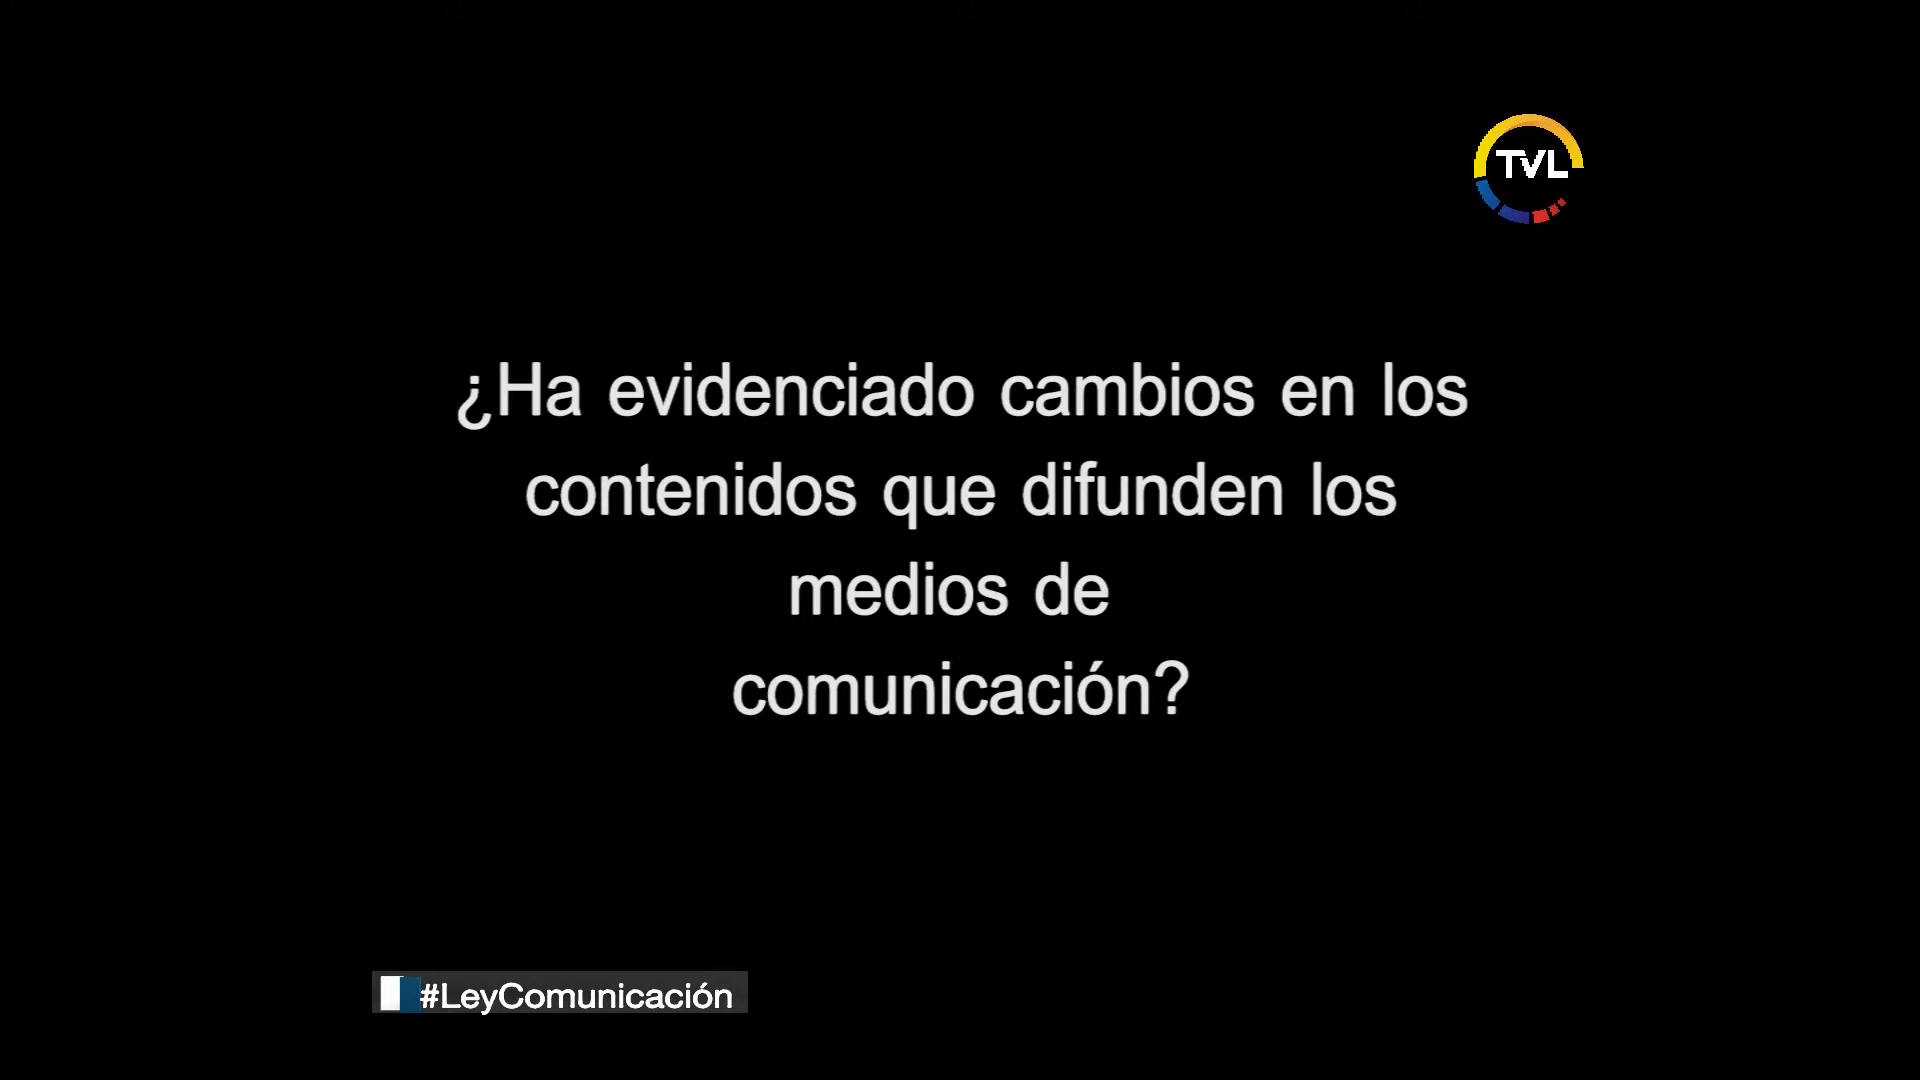 TVL
¿Ha evidenciado cambios en los
contenidos que difunden los
medios de
comunicación?
#LeyComunicación